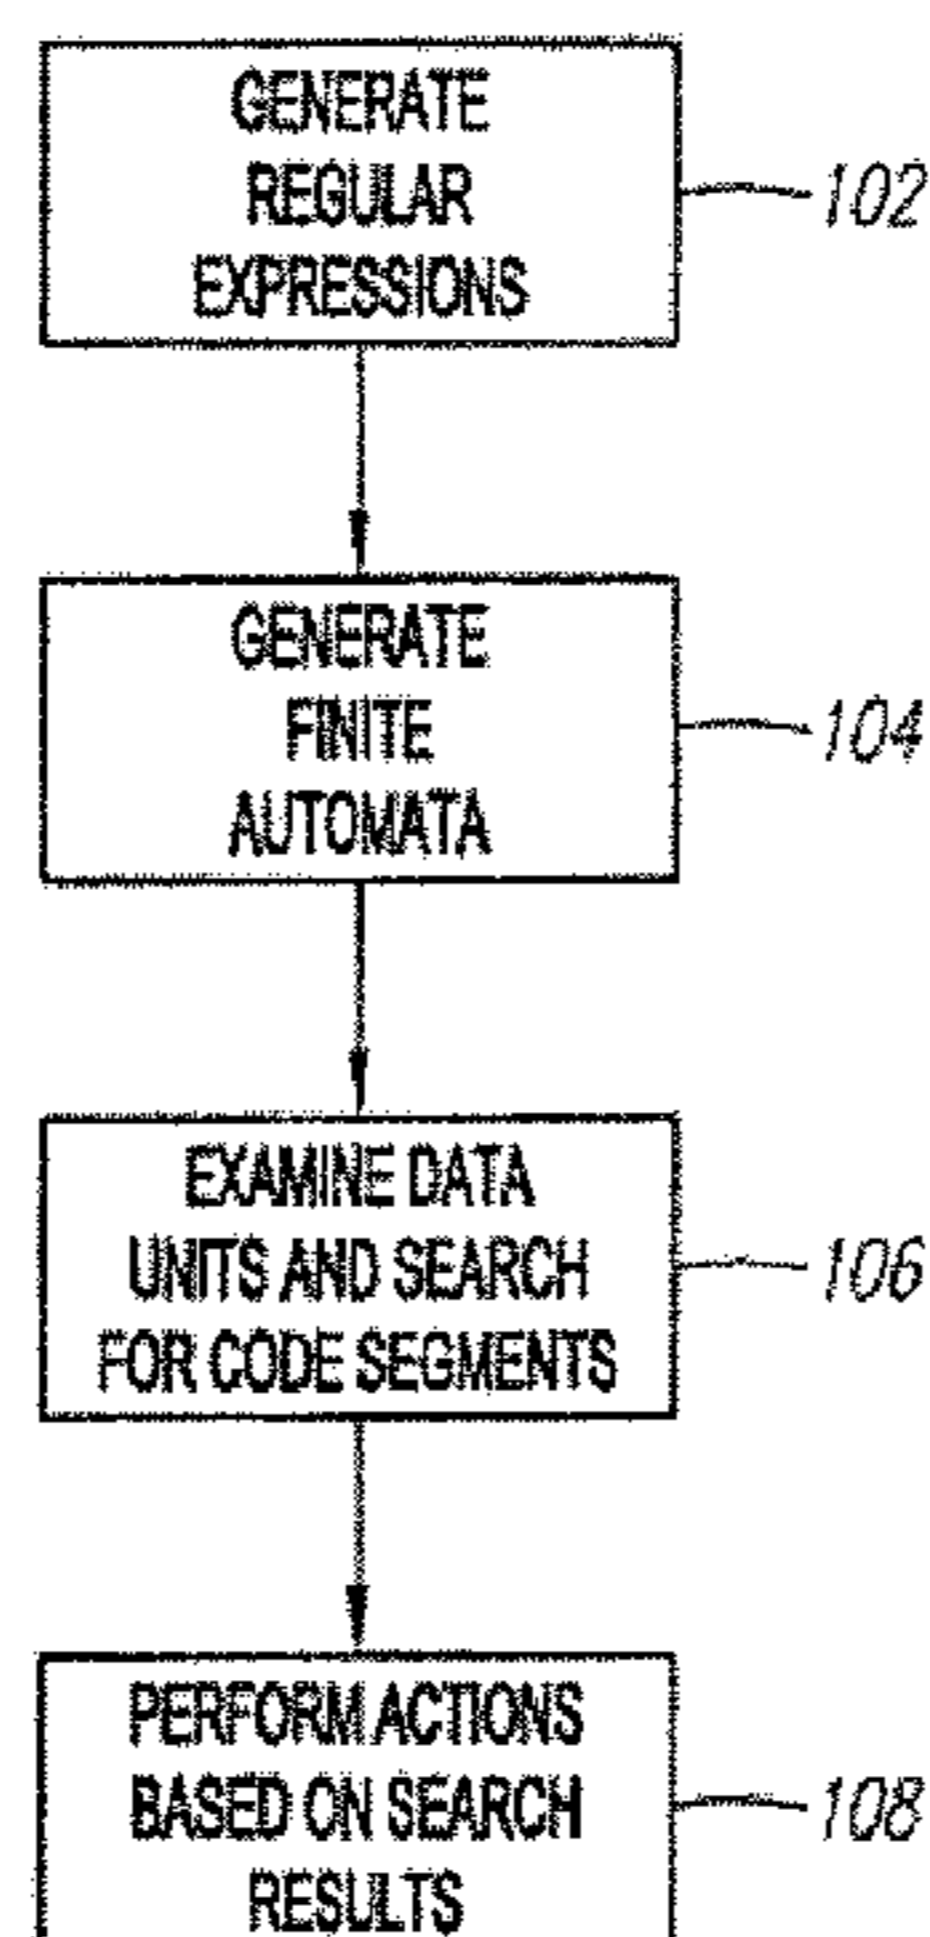 GENERATE
REGULAR
EXPRESSIONS
102
GENERATE
FINITE
AUTOMATA
104
EXAMINE DATA
UNITS AND SEARCH
FOR CODE SEGMENTS
106
PERFORM ACTIONS
BASED ON SEARCH
RESULTS
108